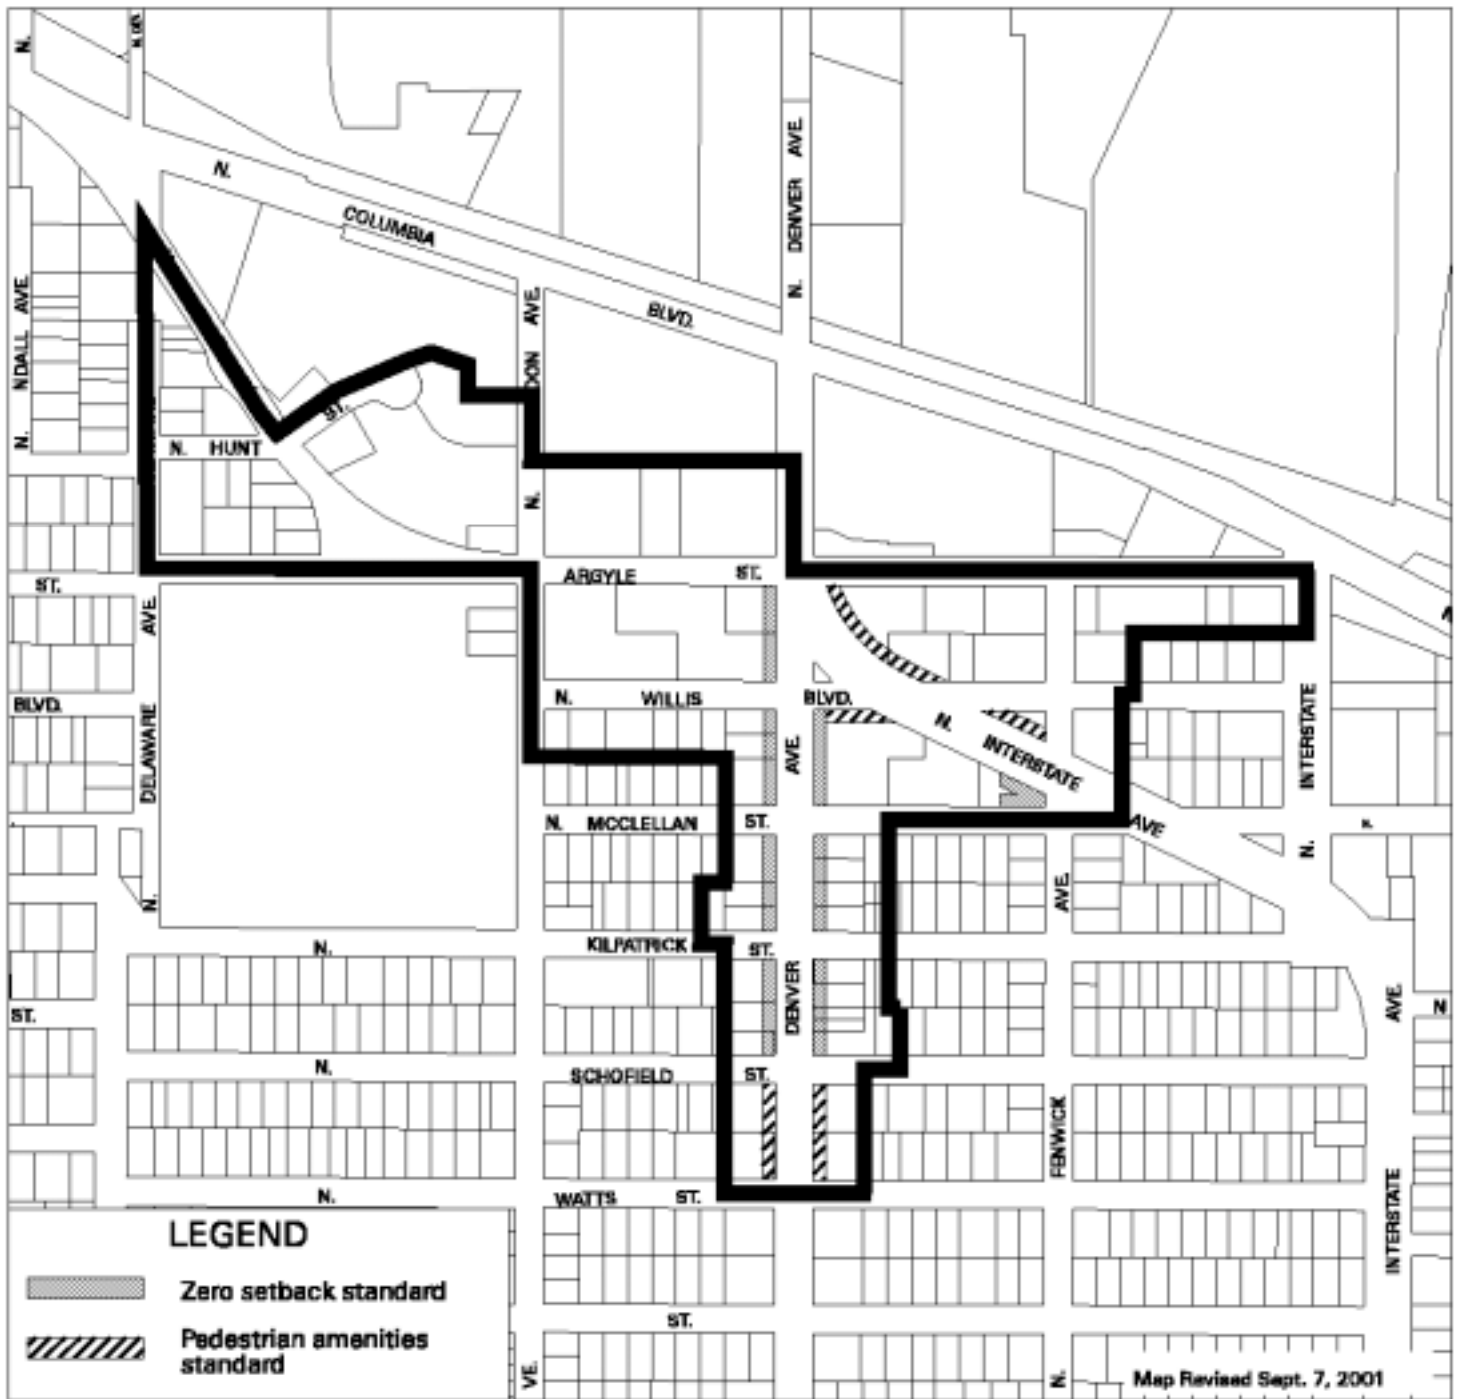 N.
N.
COLUMBIA
BLVD.
N. DENVER AVE.
AVE.
N. NDALL AVE.
DON
ST.
N. HUNT
N.
ARGYLE ST.
ST.
AVE.
N. WILLIS BLVD.
BLVD.
DELAWARE
AVE.
N. INTERSTATE AVE
INTERSTATE
N. MCCLELLAN ST.
N.
N.
AVE.
N.
KILPATRICK ST.
N.
DENVER
AVE.
N
ST.
N.
SCHOFIELD ST.
FENWICK
N.
WATTS ST.
INTERSTATE
LEGEND
Zero setback standard
Pedestrian amenities
standard
ST.
VE.
N.
Map Revised Sept. 7, 2001